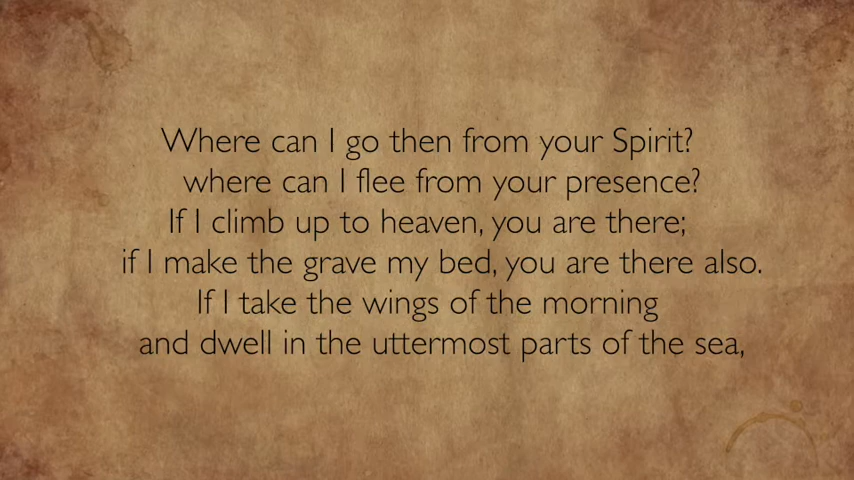 Where can I go then from your Spirit?
where can I flee from your presence?
If I climb up to heaven, you are there;
if I make the grave my bed, you are there also.
If I take the wings of the morning
and dwell in the uttermost parts of the sea,